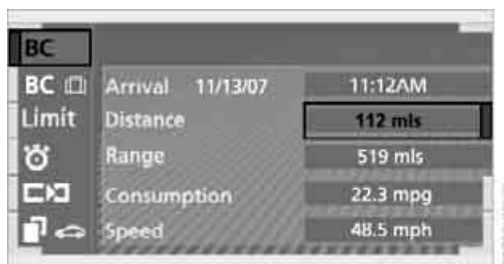 BC
BC Arrival 11/13/07 11:12AM
Limit Distance 112 mls
Range 519 mls
Consumption 22.3 mpg
Speed 48.5 mph